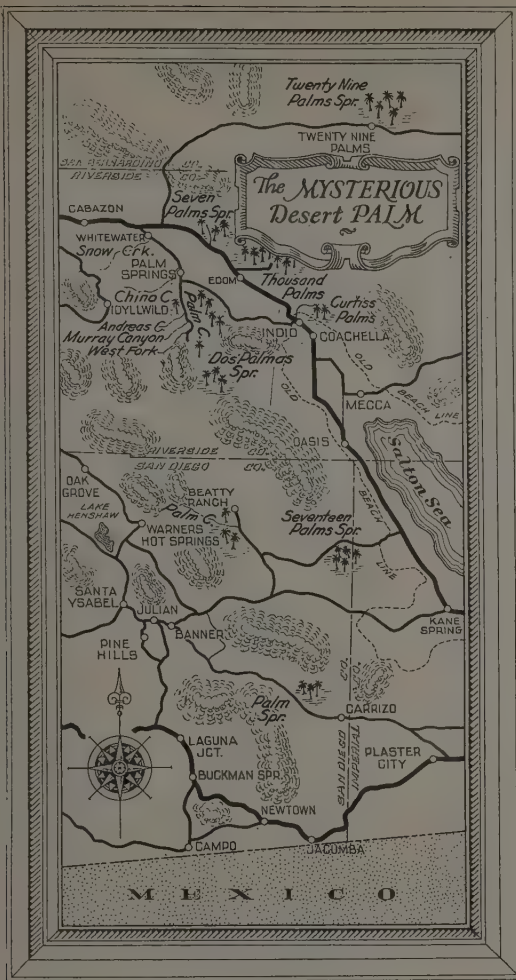 Twenty Nine
Palms Spr.
TWENTY NINE
PALMS
SAN BERNARDINO CO.
RIVERSIDE CO.
The MYSTERIOUS
Desert PALM
Seven
Palms Spr.
CABAZON
WHITEWATER
Snow Crk.
PALM
SPRINGS
EDOM
Thousand
Palms
Chino C.
IDYLLWILD
Palm C.
Andreas C.
Murray Canyon
West Fork
Curtiss
Palms
INDIO
COACHELLA
Dos Palmas
Spr.
OLD
OLD
BEACH
LINE
MECCA
OASIS
Salton Sea
RIVERSIDE CO.
SAN DIEGO CO.
OAK
GROVE
LAKE
HENSHAW
BEATTY
RANCH
Palm C.
WARNERS
HOT SPRINGS
BEACH
LINE
Seventeen
Palms Spr.
SANTA
YSABEL
JULIAN
BANNER
PINE
HILLS
KANE
SPRING
CO.
Palm
Spr.
CARRIZO
LAGUNA
JCT.
SAN DIEGO
IMPERIAL
PLASTER
CITY
BUCKMAN SPR.
NEWTOWN
CAMPO
JACUMBA
MEXICO